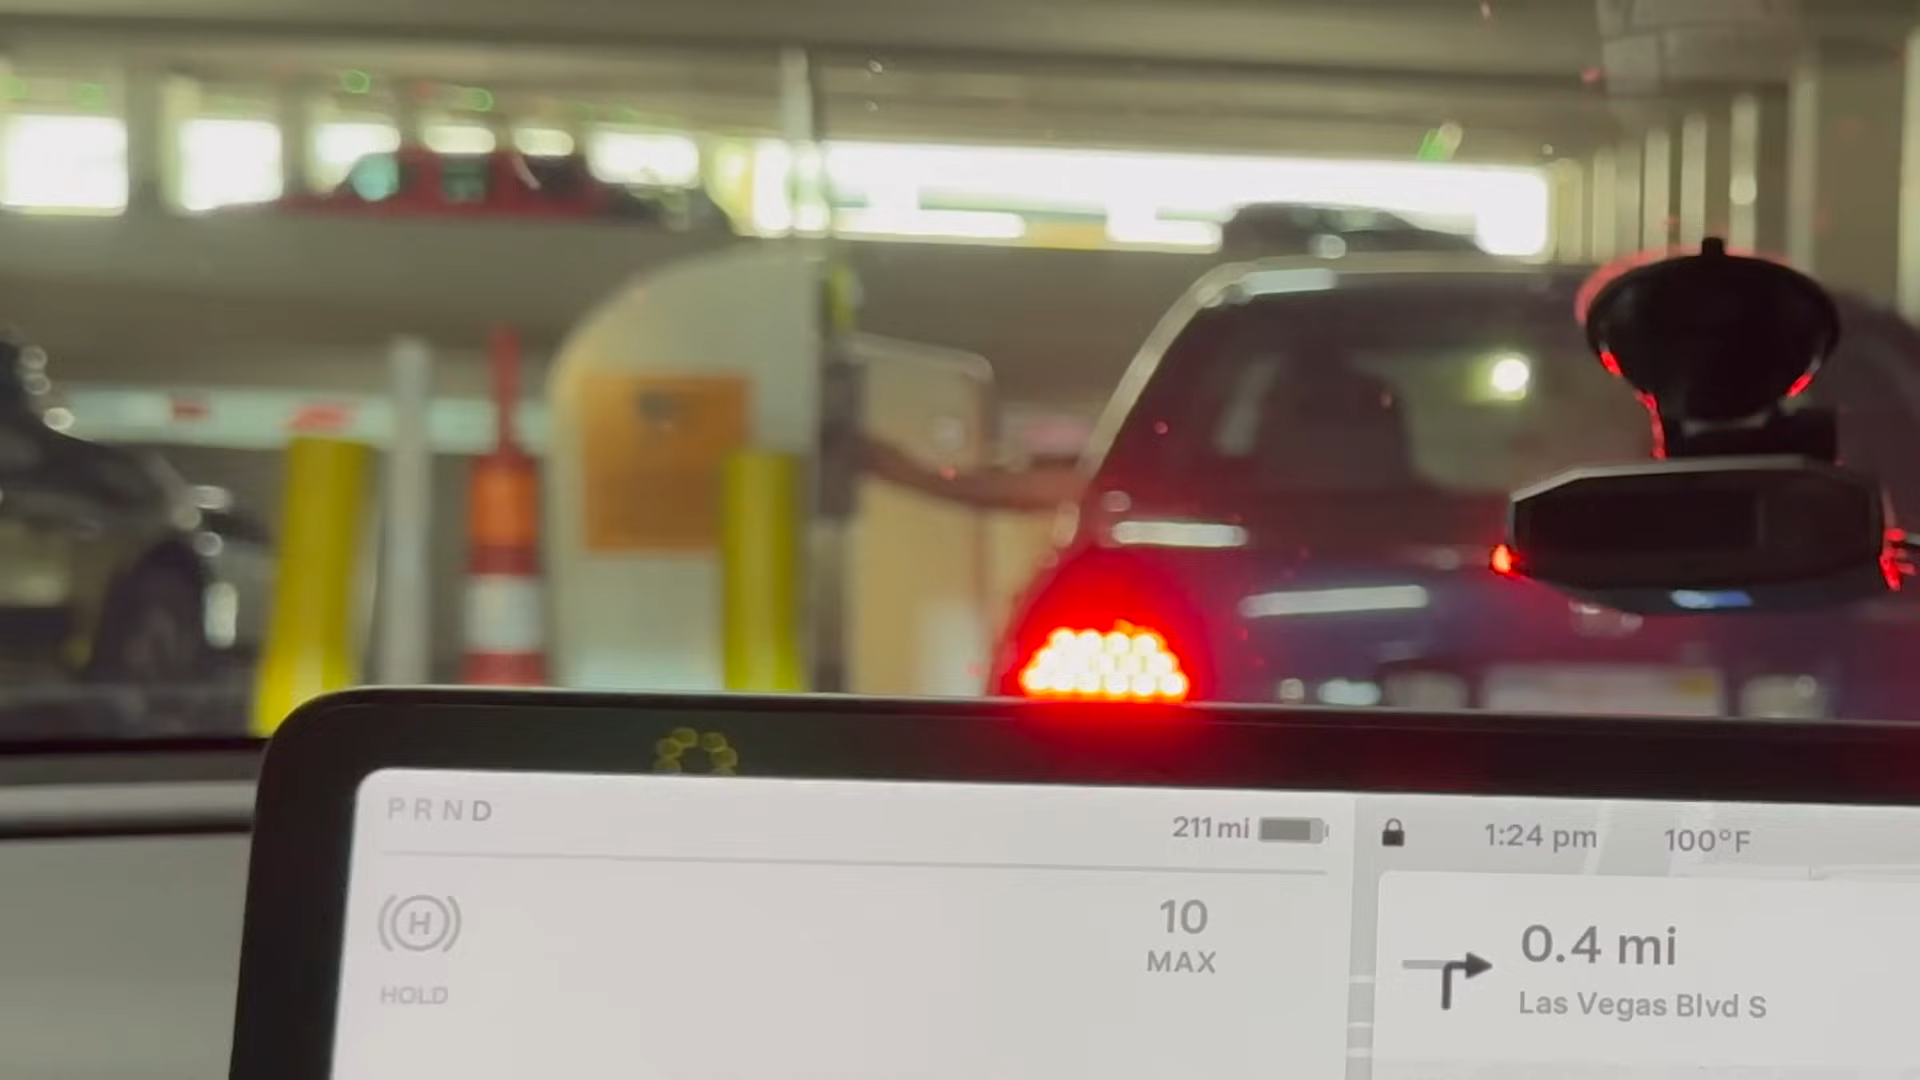 PRND
211 mi
1:24 pm
100°F
H
HOLD
10
MAX
0.4 mi
Las Vegas Blvd S